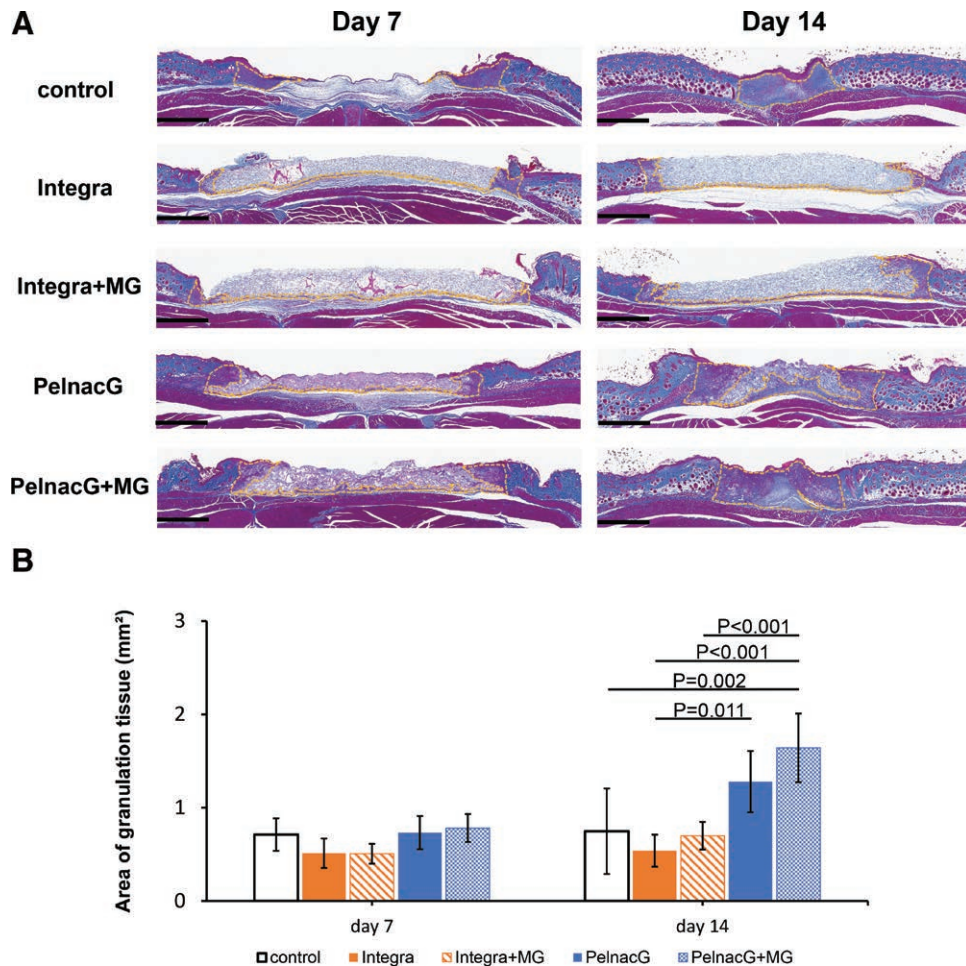 A
Day 7
Day 14
control
Integra
Integra+MG
PelnacG
PelnacG+MG
B
Area of granulation tissue (mm²)
3
2
1
0
P<0.001
P<0.001
P=0.002
P=0.011
day 7
day 14
control
Integra
Integra+MG
PelnacG
PelnacG+MG